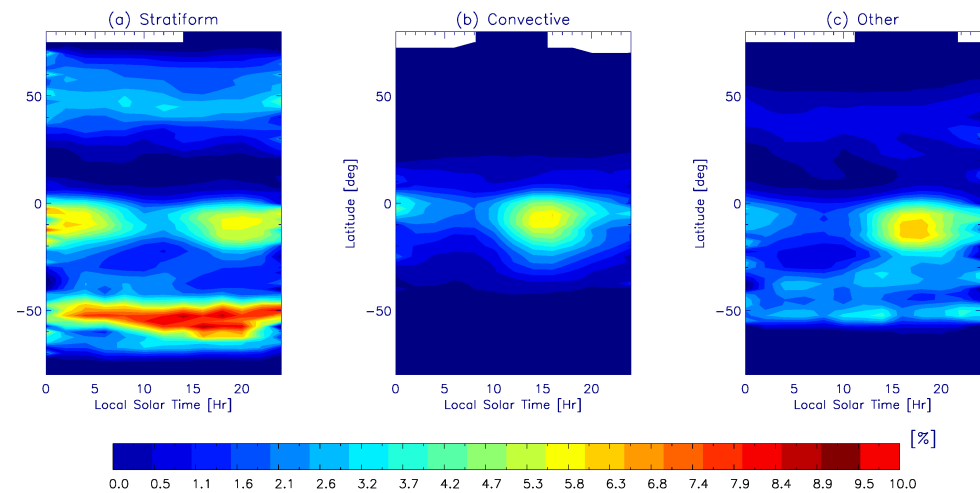 (a) Stratiform
(b) Convective
(c) Other
50
0
−50
0 5 10 15 20
Local Solar Time [Hr]
Latitude [deg]
50
0
−50
0 5 10 15 20
Local Solar Time [Hr]
Latitude [deg]
50
0
−50
0 5 10 15 20
Local Solar Time [Hr]
[%]
0.0 0.5 1.1 1.6 2.1 2.6 3.2 3.7 4.2 4.7 5.3 5.8 6.3 6.8 7.4 7.9 8.4 8.9 9.5 10.0